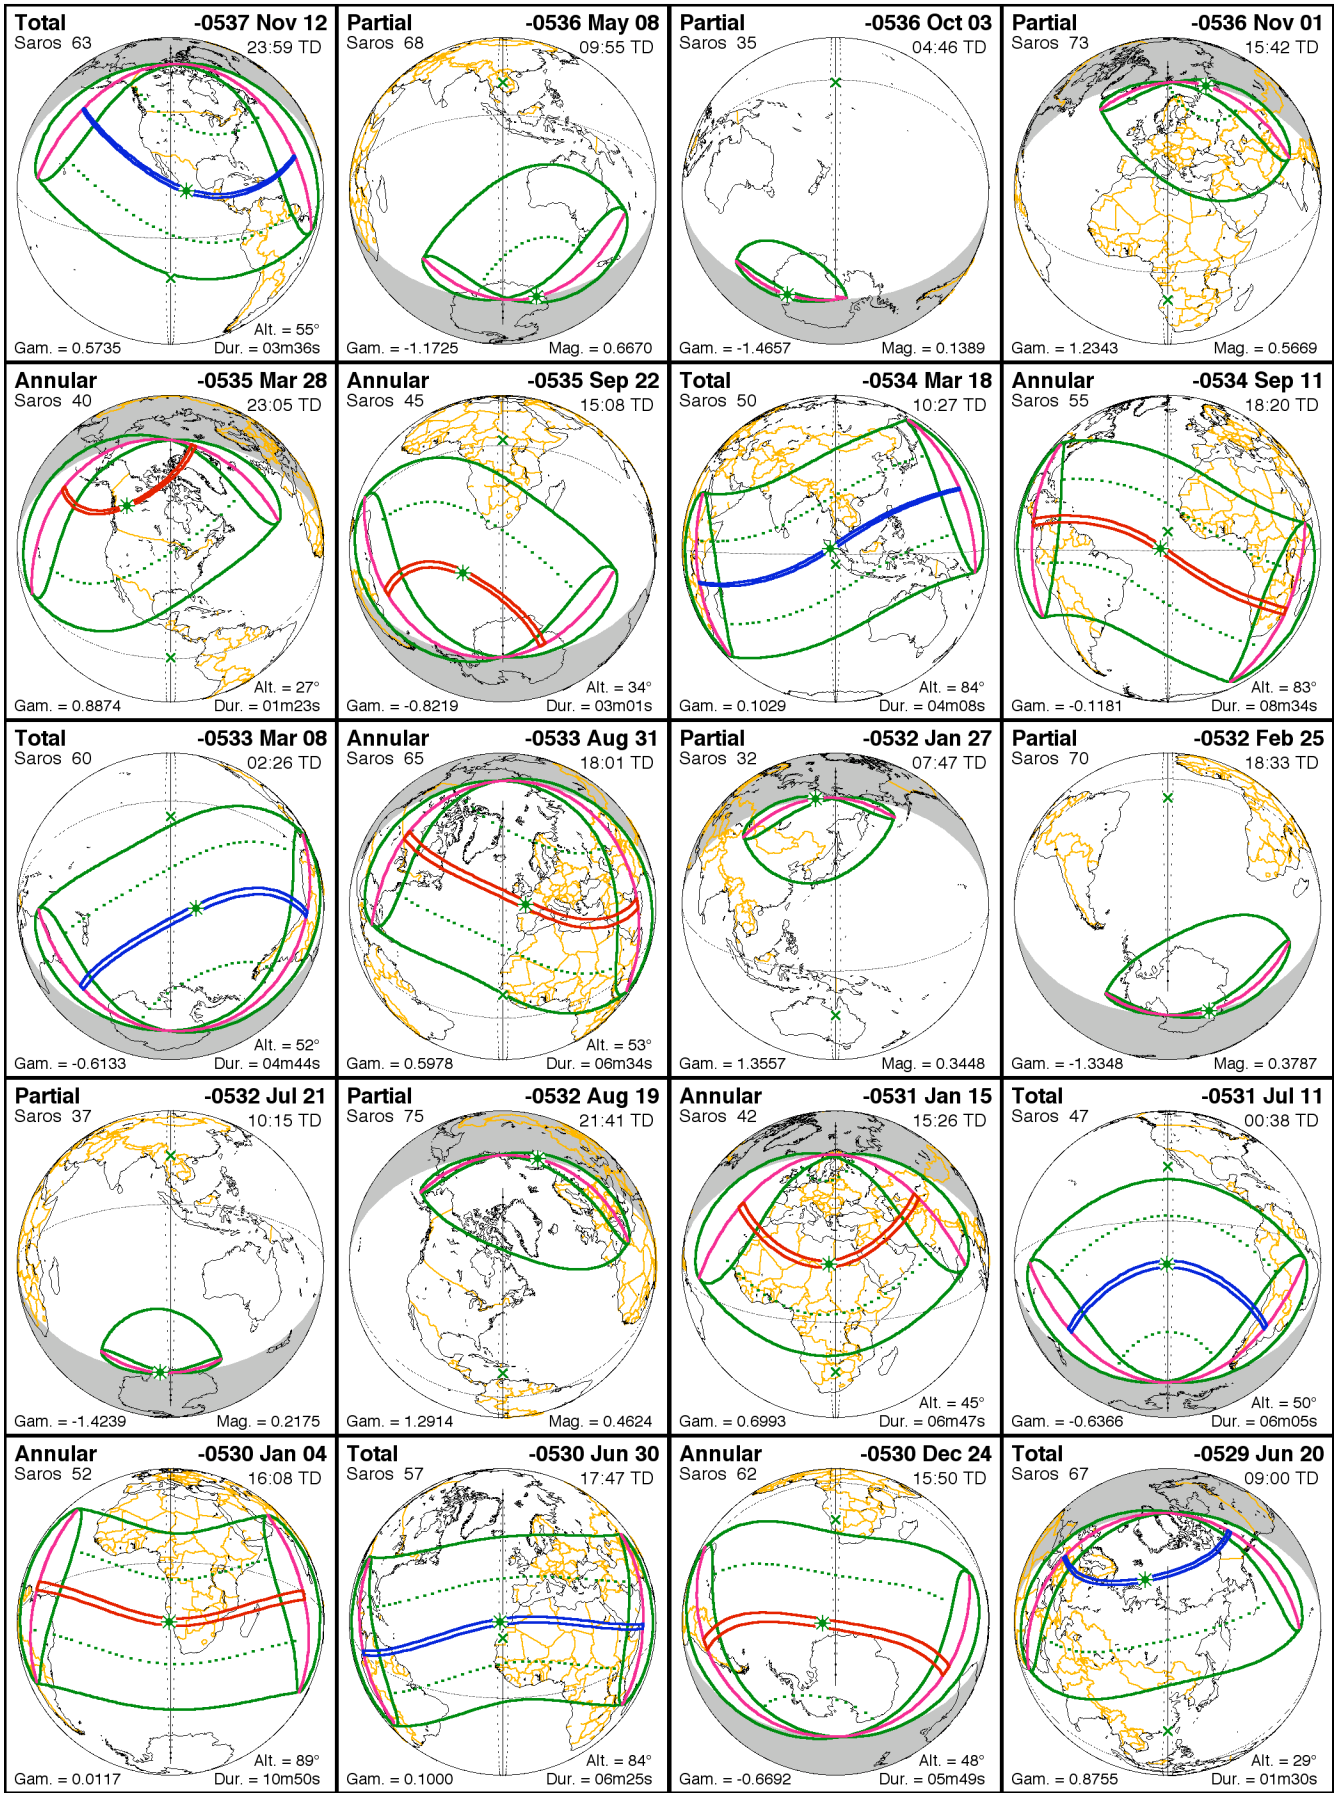 Total -0537 Nov 12
Saros 63 23:59 TD
Alt. = 55°
Gam. = 0.5735 Dur. = 03m36s
Partial -0536 May 08
Saros 68 09:55 TD
Gam. = -1.1725 Mag. = 0.6670
Partial -0536 Oct 03
Saros 35 04:46 TD
Gam. = -1.4657 Mag. = 0.1389
Partial -0536 Nov 01
Saros 73 15:42 TD
Gam. = 1.2343 Mag. = 0.5669
Annular -0535 Mar 28
Saros 40 23:05 TD
Alt. = 27°
Gam. = 0.8874 Dur. = 01m23s
Annular -0535 Sep 22
Saros 45 15:08 TD
Alt. = 34°
Gam. = -0.8219 Dur. = 03m01s
Total -0534 Mar 18
Saros 50 10:27 TD
Alt. = 84°
Gam. = 0.1029 Dur. = 04m08s
Annular -0534 Sep 11
Saros 55 18:20 TD
Alt. = 83°
Gam. = -0.1181 Dur. = 08m34s
Total -0533 Mar 08
Saros 60 02:26 TD
Alt. = 52°
Gam. = -0.6133 Dur. = 04m44s
Annular -0533 Aug 31
Saros 65 18:01 TD
Alt. = 53°
Gam. = 0.5978 Dur. = 06m34s
Partial -0532 Jan 27
Saros 32 07:47 TD
Gam. = 1.3557 Mag. = 0.3448
Partial -0532 Feb 25
Saros 70 18:33 TD
Gam. = -1.3348 Mag. = 0.3787
Partial -0532 Jul 21
Saros 37 10:15 TD
Gam. = -1.4239 Mag. = 0.2175
Partial -0532 Aug 19
Saros 75 21:41 TD
Gam. = 1.2914 Mag. = 0.4624
Annular -0531 Jan 15
Saros 42 15:26 TD
Alt. = 45°
Gam. = 0.6993 Dur. = 06m47s
Total -0531 Jul 11
Saros 47 00:38 TD
Alt. = 50°
Gam. = -0.6366 Dur. = 06m05s
Annular -0530 Jan 04
Saros 52 16:08 TD
Alt. = 89°
Gam. = 0.0117 Dur. = 10m50s
Total -0530 Jun 30
Saros 57 17:47 TD
Alt. = 84°
Gam. = 0.1000 Dur. = 06m25s
Annular -0530 Dec 24
Saros 62 15:50 TD
Alt. = 48°
Gam. = -0.6692 Dur. = 05m49s
Total -0529 Jun 20
Saros 67 09:00 TD
Alt. = 29°
Gam. = 0.8755 Dur. = 01m30s